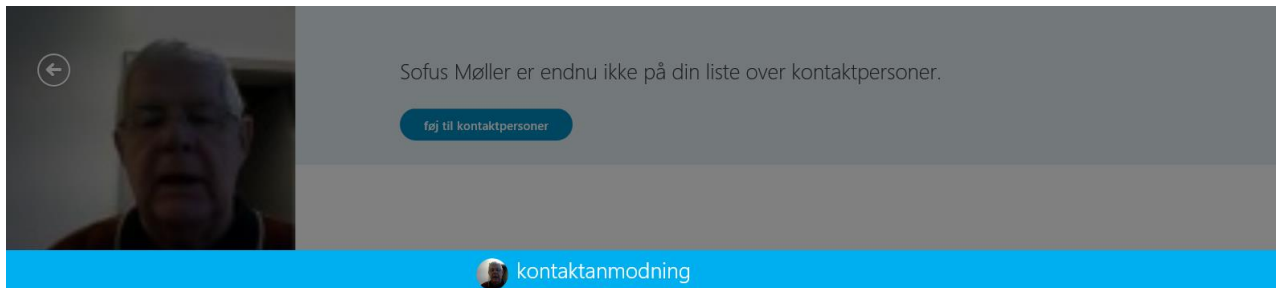 Sofus Møller er endnu ikke på din liste over kontaktpersoner.
føj til kontaktpersoner
kontaktanmodning